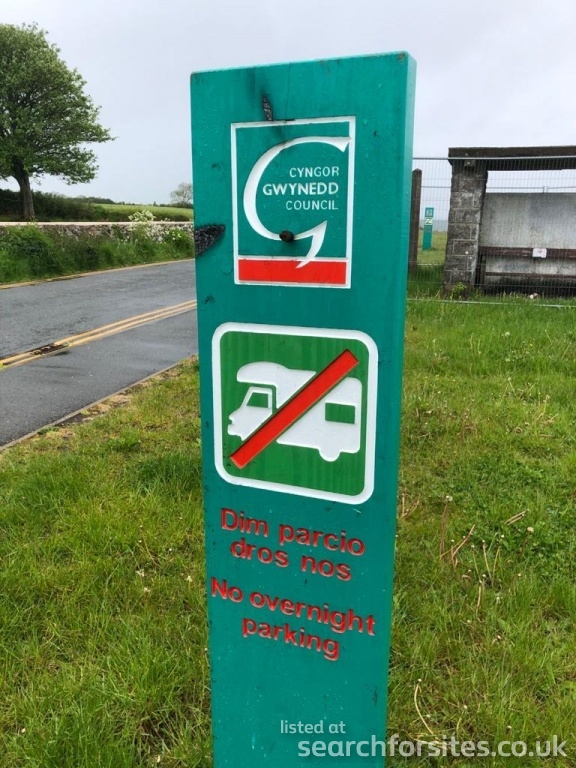 CYNGOR
GWYNEDD
COUNCIL
Dim parcio
dros nos
No overnight
parking
listed at
searchforsites.co.uk